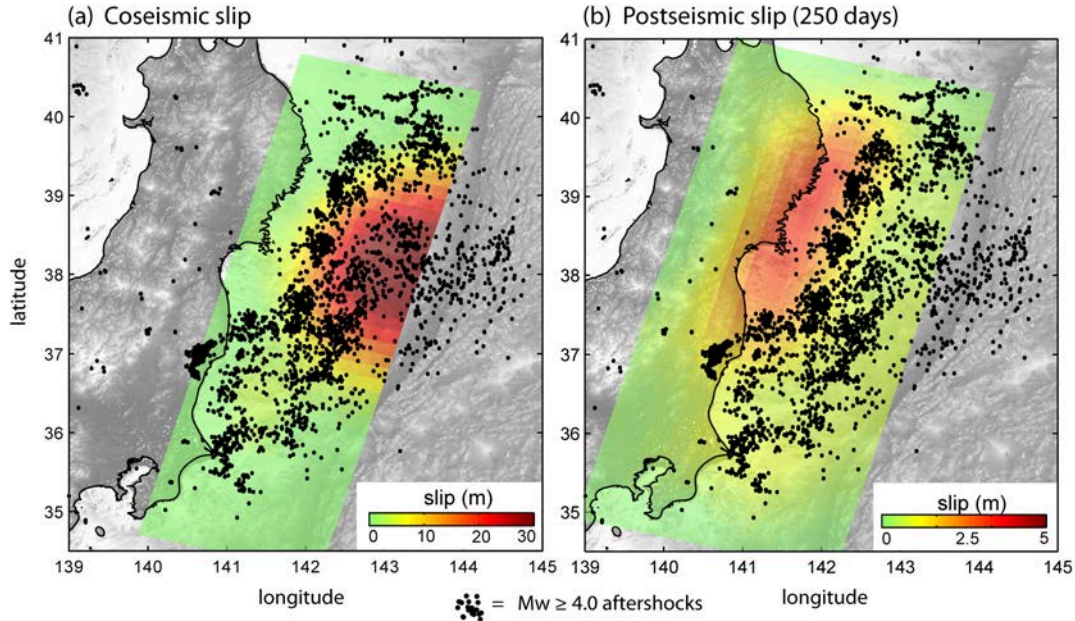 (a) Coseismic slip
(b) Postseismic slip (250 days)
latitude
41
40
39
38
37
36
35
139 140 141 142 143 144 145
longitude
slip (m)
0 10 20 30
41
40
39
38
37
36
35
139 140 141 142 143 144 145
longitude
slip (m)
0 2.5 5
= Mw ≥ 4.0 aftershocks